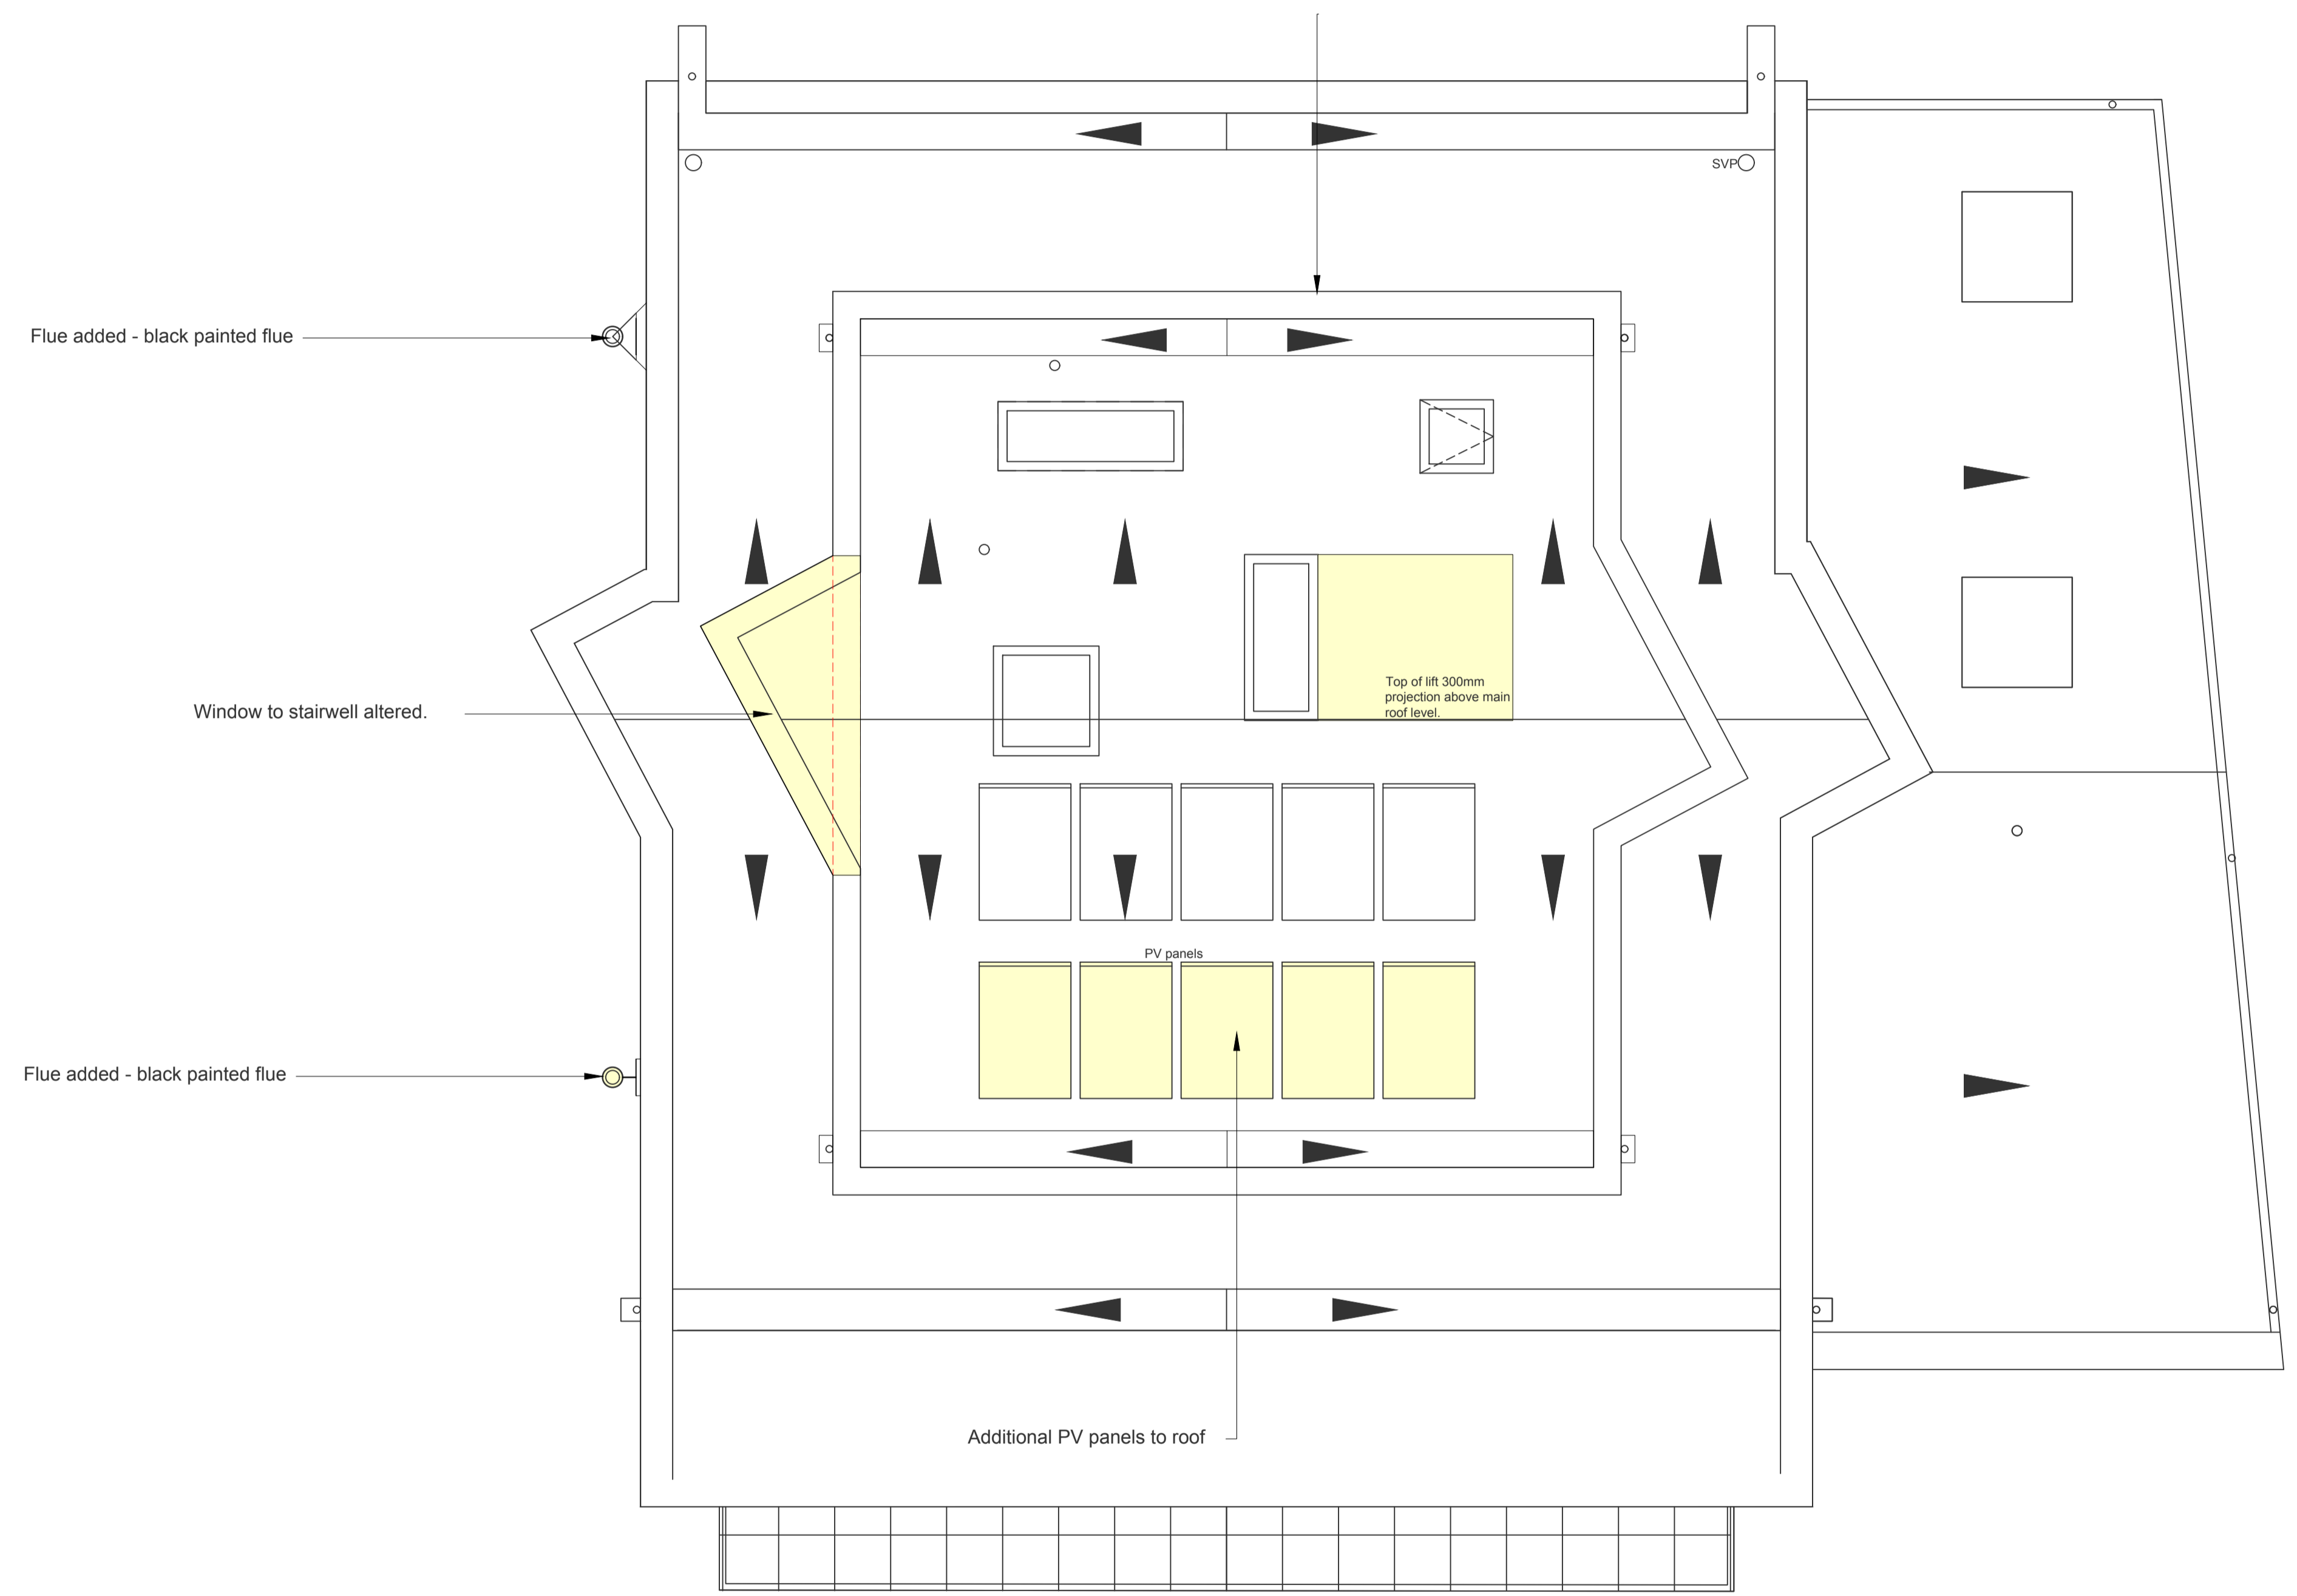 SVP
Flue added - black painted flue
Top of lift 300mm
projection above main
roof level.
Window to stairwell altered.
PV panels
Flue added - black painted flue
Additional PV panels to roof